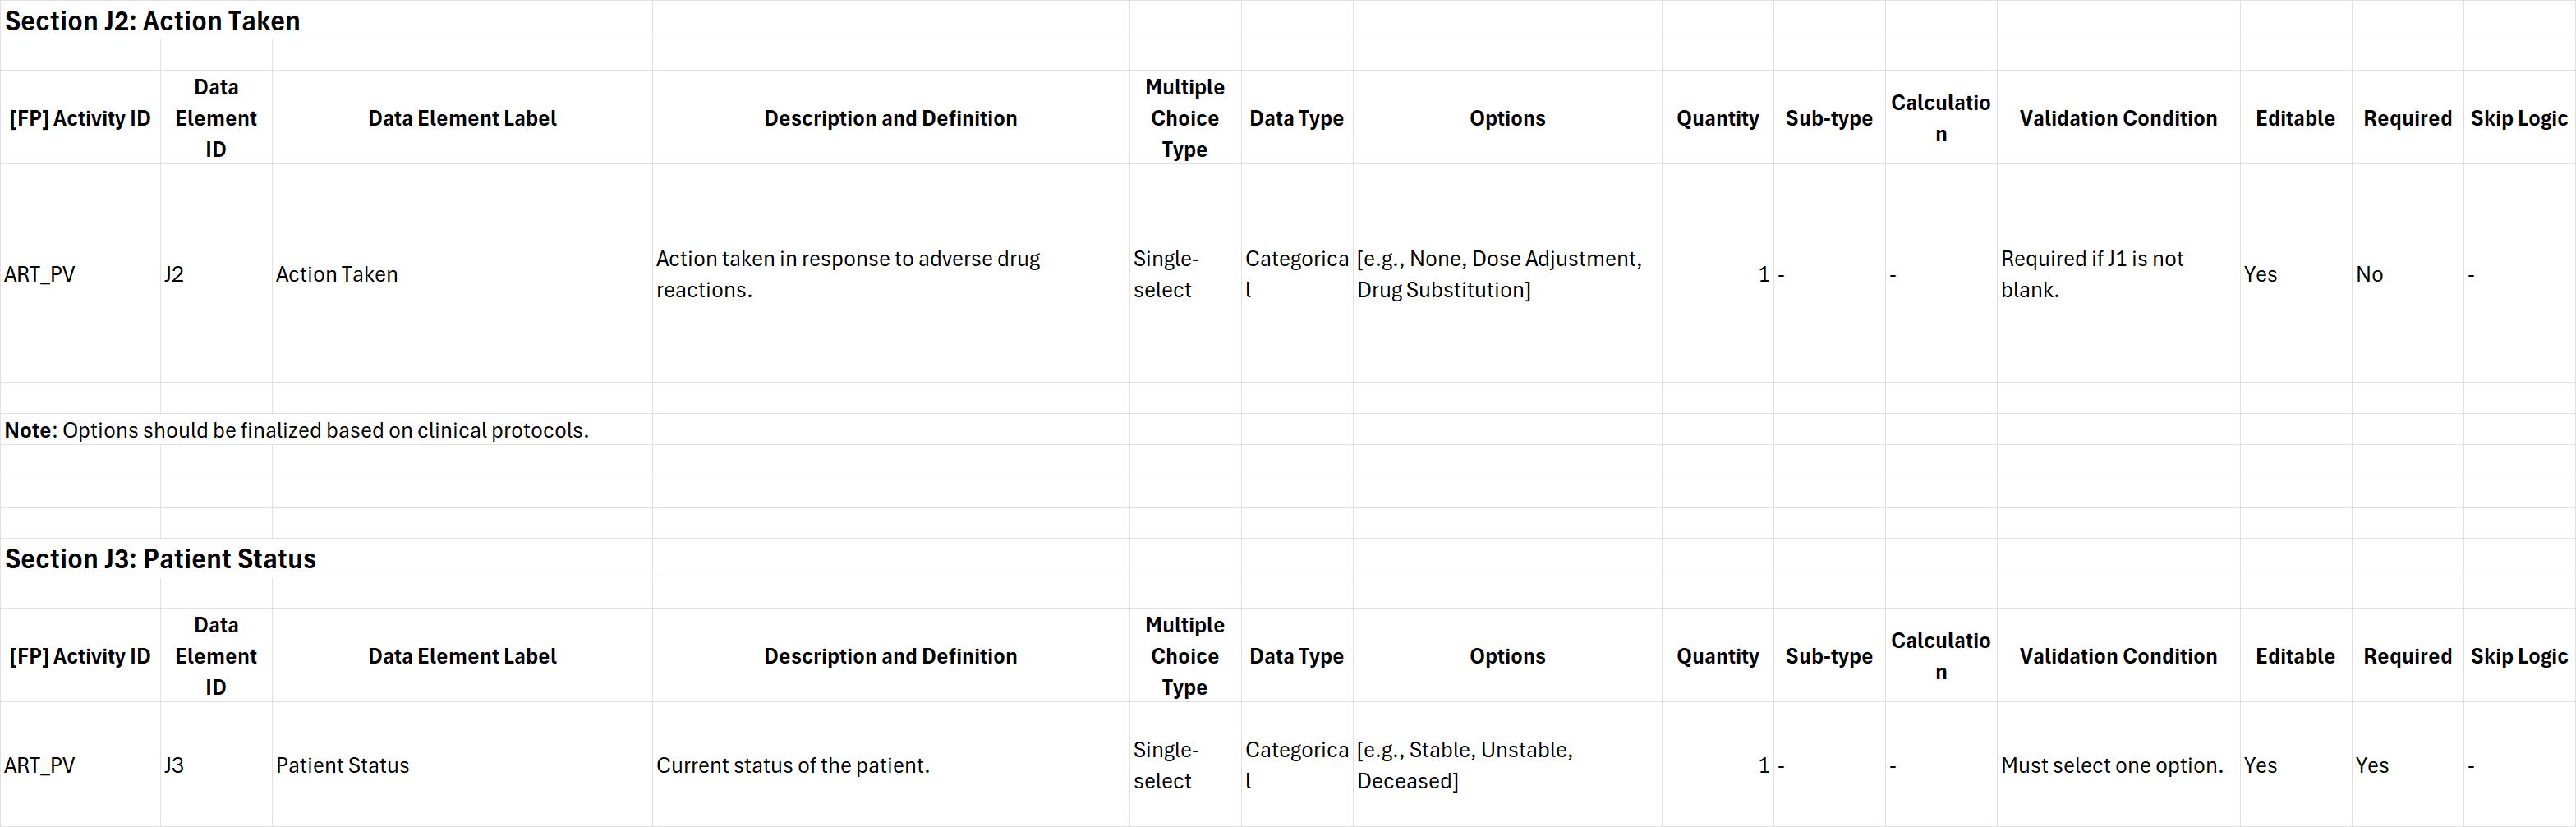 Section J2: Action Taken
[FP] Activity ID | Data Element ID | Data Element Label | Description and Definition | Multiple Choice Type | Data Type | Options | Quantity | Sub-type | Calculation | Validation Condition | Editable | Required | Skip Logic
ART_PV | J2 | Action Taken | Action taken in response to adverse drug reactions. | Single-select | Categorical | [e.g., None, Dose Adjustment, Drug Substitution] | 1 | - | - | Required if J1 is not blank. | Yes | No | -
Note: Options should be finalized based on clinical protocols.
Section J3: Patient Status
[FP] Activity ID | Data Element ID | Data Element Label | Description and Definition | Multiple Choice Type | Data Type | Options | Quantity | Sub-type | Calculation | Validation Condition | Editable | Required | Skip Logic
ART_PV | J3 | Patient Status | Current status of the patient. | Single-select | Categorical | [e.g., Stable, Unstable, Deceased] | 1 | - | - | Must select one option. | Yes | Yes | -